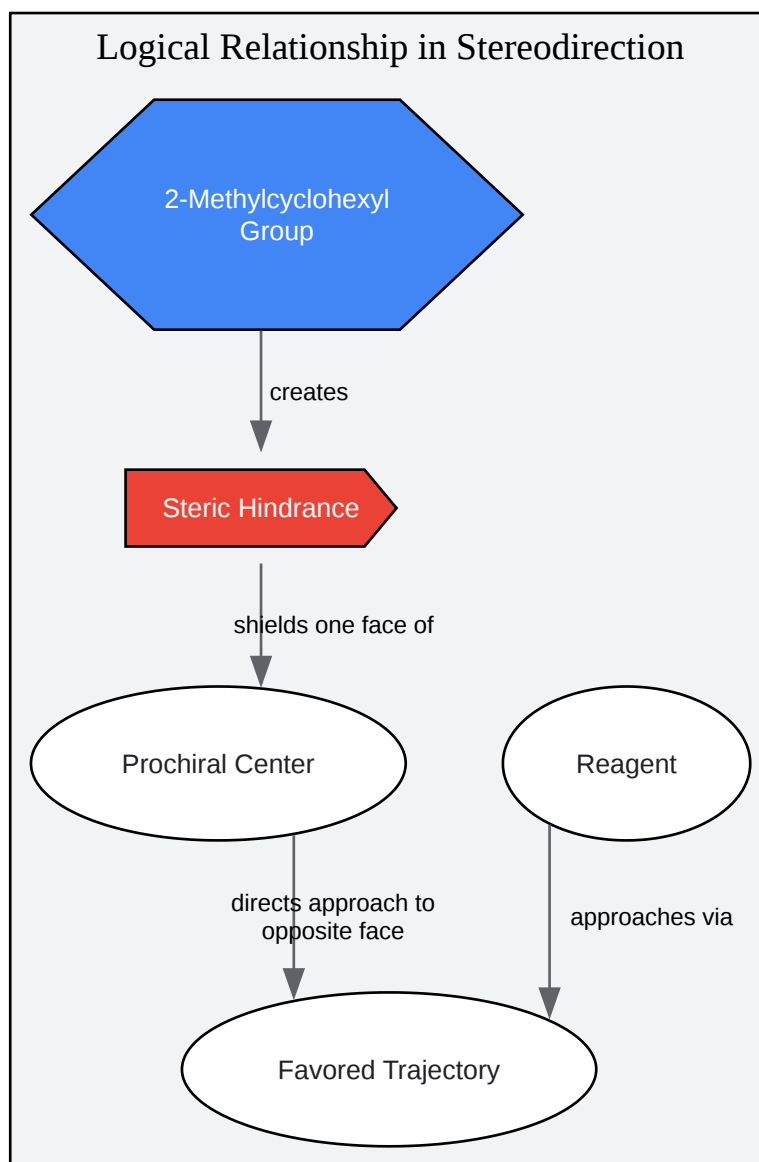 Logical Relationship in Stereodirection
2-Methylcyclohexyl
Group
creates
Steric Hindrance
shields one face of
Prochiral Center
Reagent
directs approach to
opposite face
approaches via
Favored Trajectory